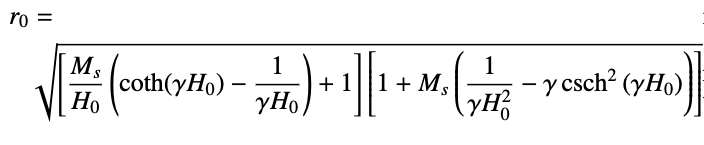 r₀ =
√[M_s/H₀ (coth(γH₀) − 1/(γH₀)) + 1] [1 + M_s (1/(γH₀²) − γ csch² (γH₀))]